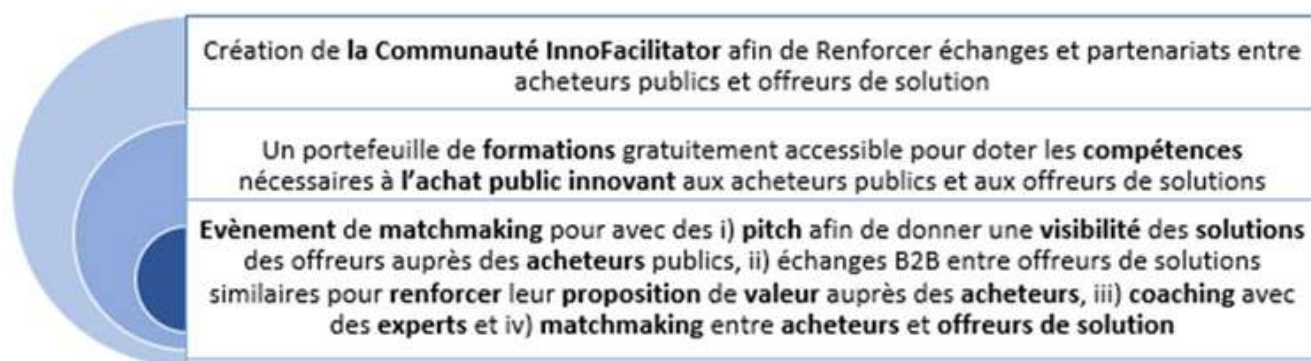 Création de la Communauté InnoFacilitator afin de Renforcer échanges et partenariats entre
acheteurs publics et offreurs de solution
Un portefeuille de formations gratuitement accessible pour doter les compétences
nécessaires à l'achat public innovant aux acheteurs publics et aux offreurs de solutions
Evènement de matchmaking pour avec des i) pitch afin de donner une visibilité des solutions
des offreurs auprès des acheteurs publics, ii) échanges B2B entre offreurs de solutions
similaires pour renforcer leur proposition de valeur auprès des acheteurs, iii) coaching avec
des experts et iv) matchmaking entre acheteurs et offreurs de solution